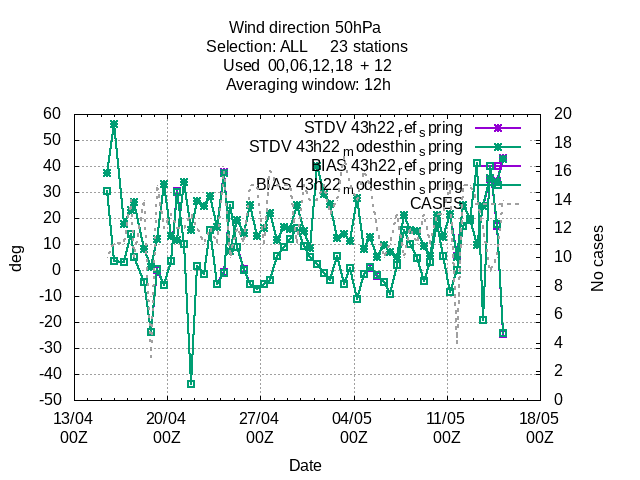 Wind direction 50hPa
Selection: ALL 23 stations
Used 00,06,12,18 + 12
Averaging window: 12h
60
50
40
30
20
10
0
-10
-20
-30
-40
-50
20
18
16
14
12
10
8
6
4
2
0
STDV 43h22_ref_spring
STDV 43h22_modesthin_spring
BIAS 43h22_ref_spring
BIAS 43h22_modesthin_spring
CASES
deg
No cases
13/04 20/04 27/04 04/05 11/05 18/05
00Z 00Z 00Z 00Z 00Z 00Z
Date